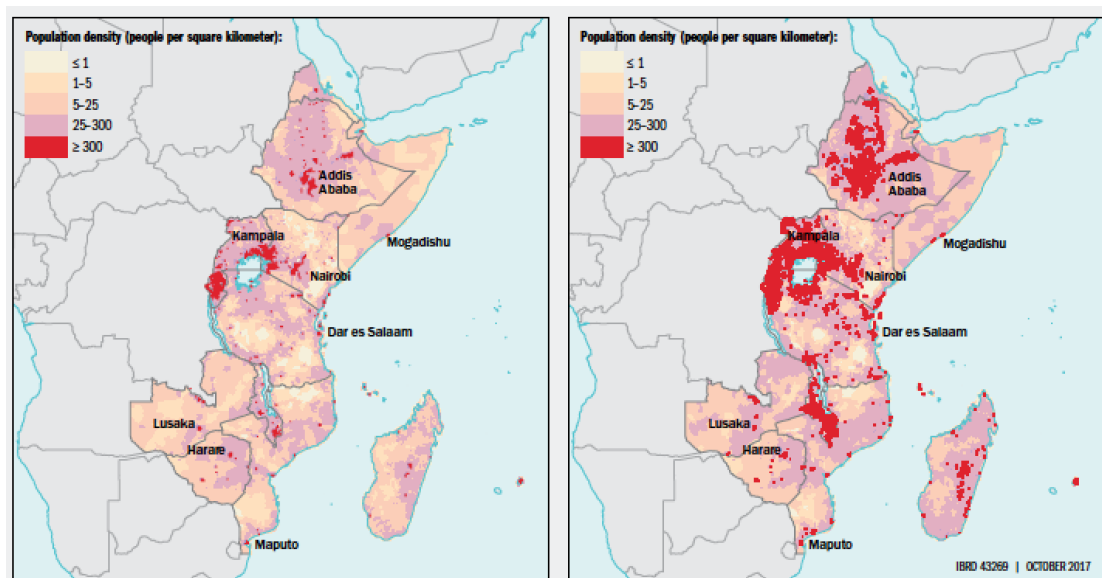 Population density (people per square kilometer):
≤ 1
1–5
5–25
25–300
≥ 300
Addis
Ababa
Kampala
Mogadishu
Nairobi
Dar es Salaam
Lusaka
Harare
Maputo
Population density (people per square kilometer):
≤ 1
1–5
5–25
25–300
≥ 300
Addis
Ababa
Kampala
Mogadishu
Nairobi
Dar es Salaam
Lusaka
Harare
Maputo
IBRD 43269 | OCTOBER 2017